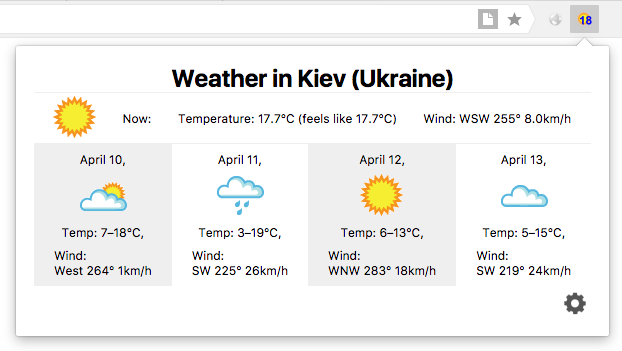 18
Weather in Kiev (Ukraine)
Now: Temperature: 17.7°C (feels like 17.7°C) Wind: WSW 255° 8.0km/h
April 10, April 11, April 12, April 13,
Temp: 7–18°C, Temp: 3–19°C, Temp: 6–13°C, Temp: 5–15°C,
Wind: Wind: Wind: Wind:
West 264° 1km/h SW 225° 26km/h WNW 283° 18km/h SW 219° 24km/h